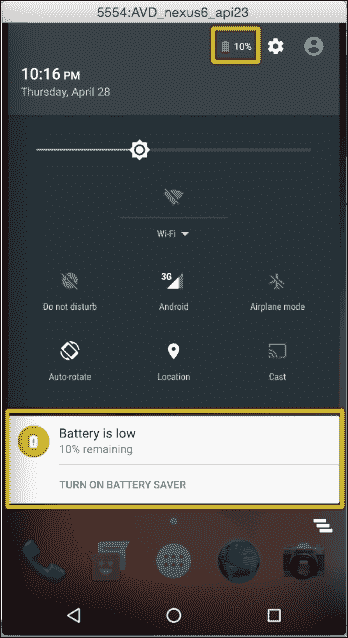 5554:AVD_nexus6_api23
10%
10:16 PM
Thursday, April 28
Wi-Fi
3G
Do not disturb
Android
Airplane mode
Auto-rotate
Location
Cast
Battery is low
10% remaining
TURN ON BATTERY SAVER